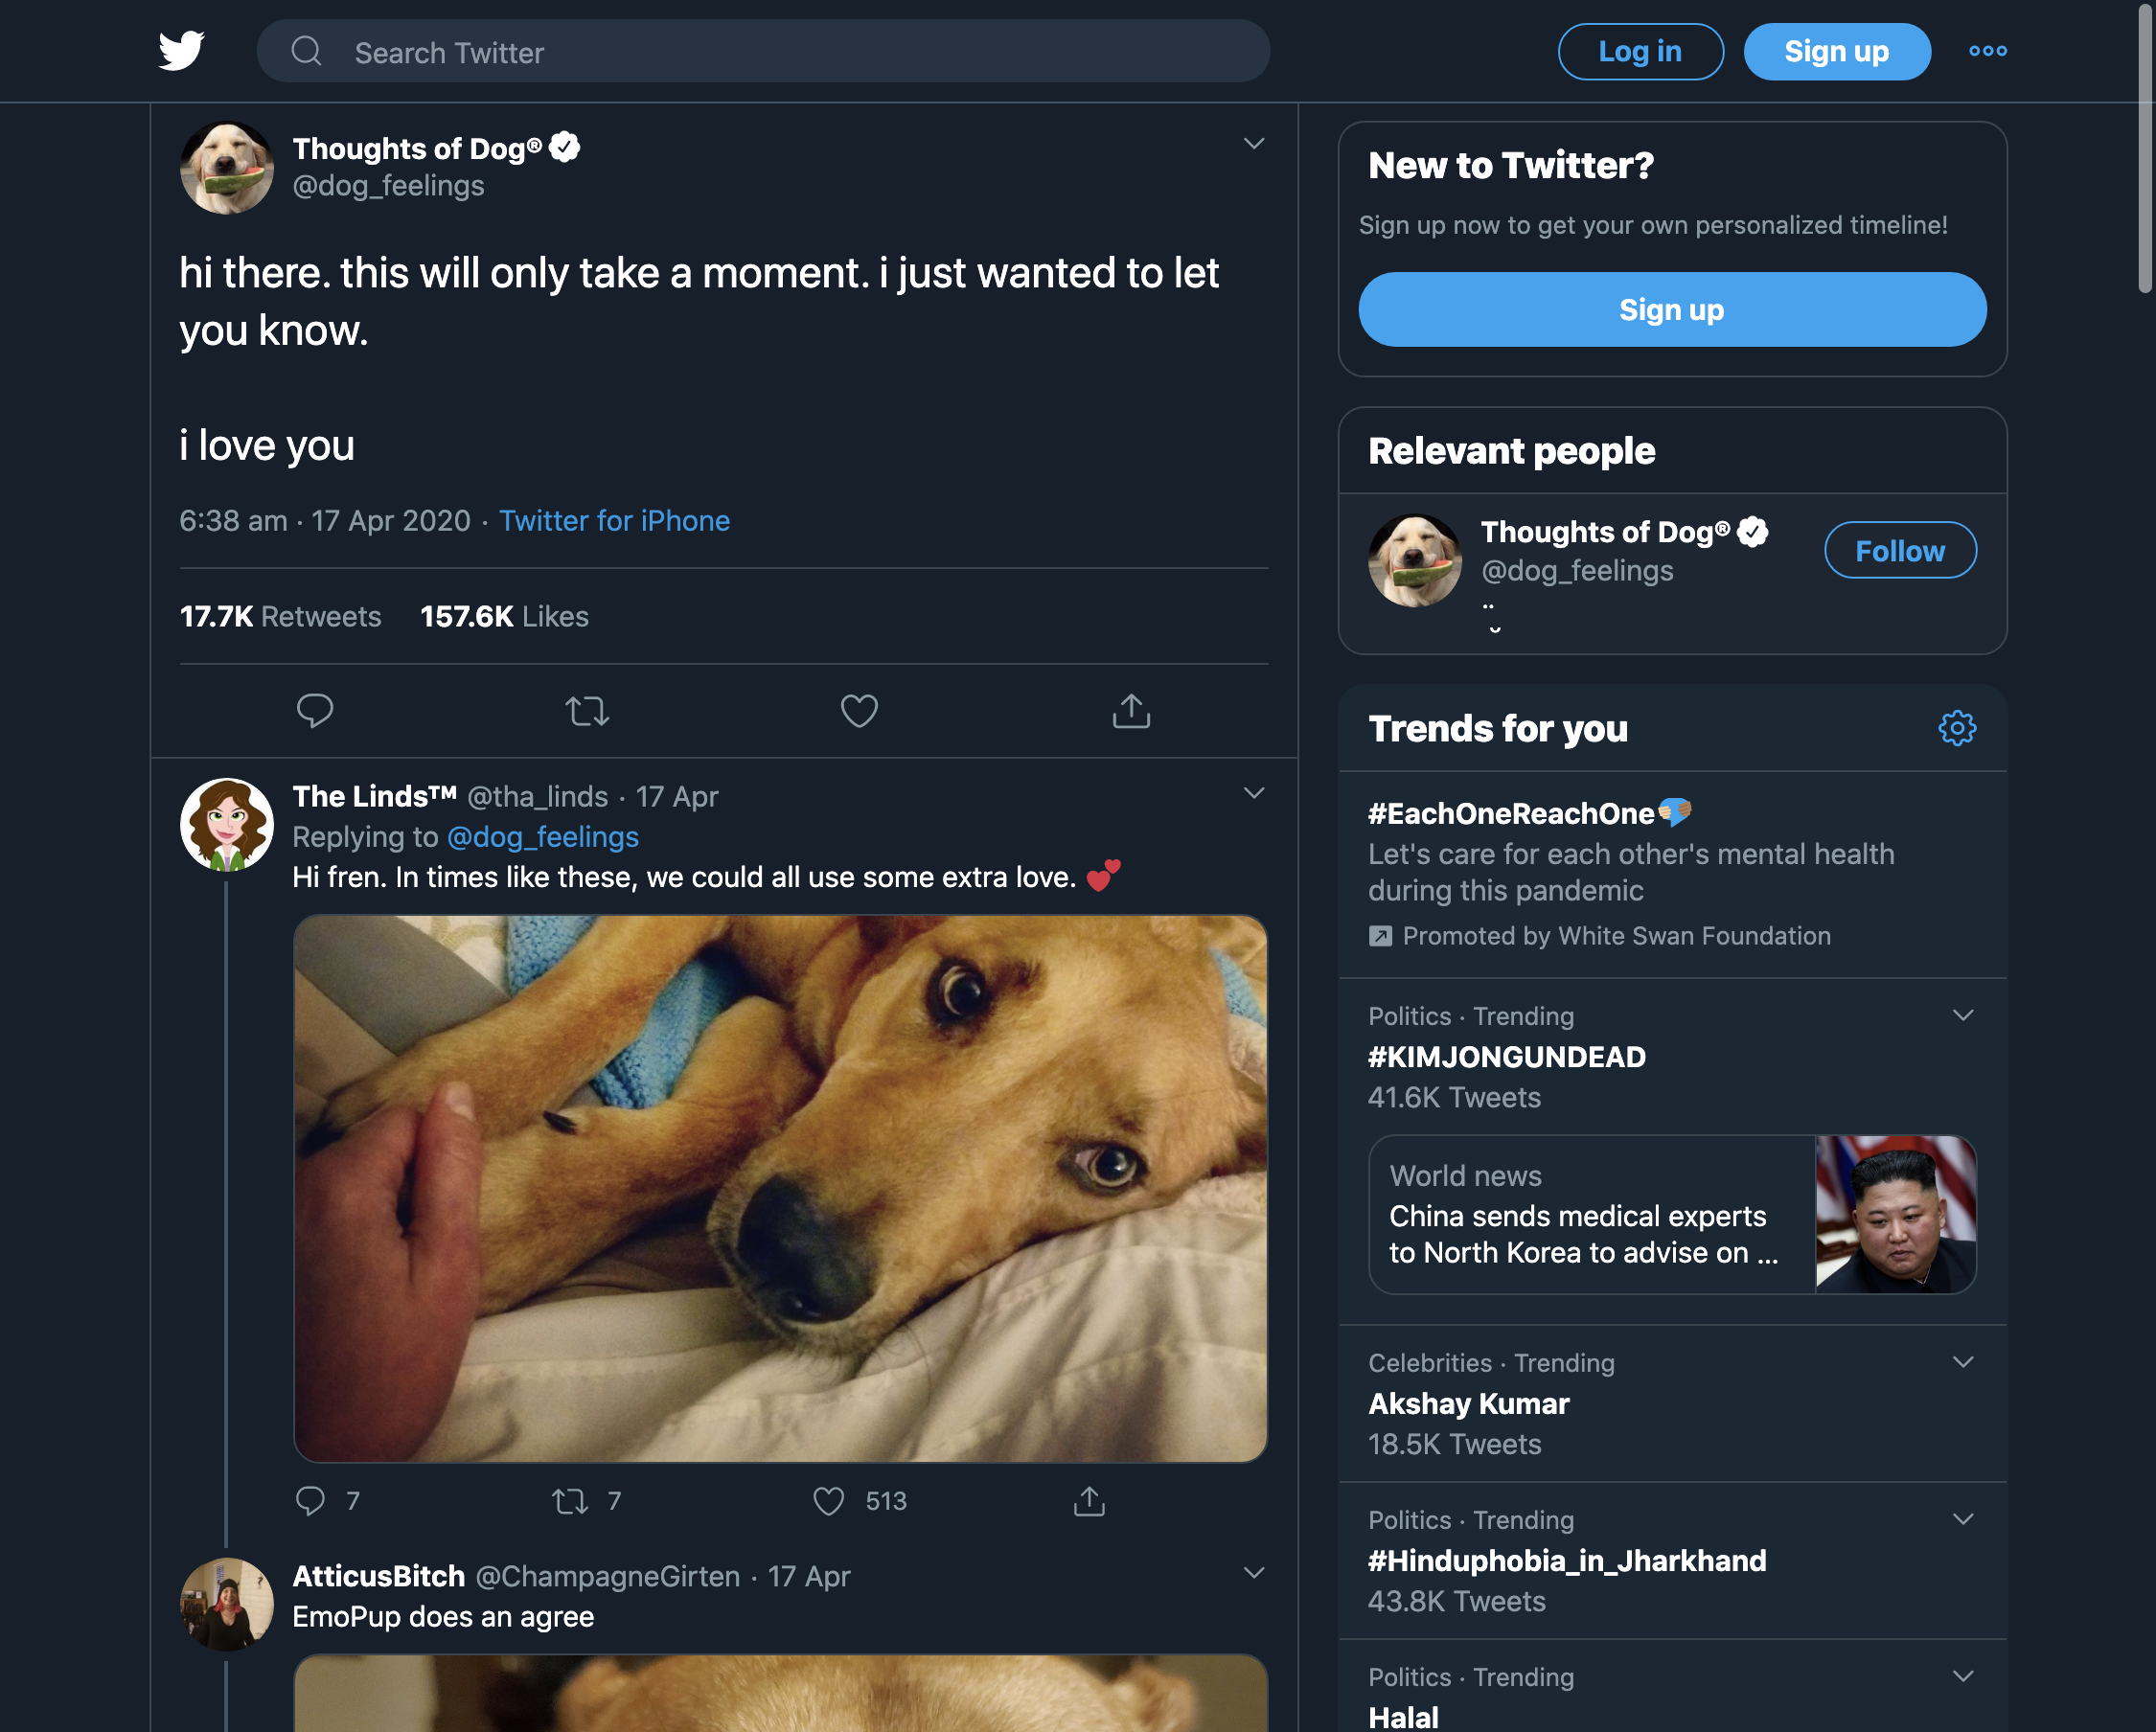 Search Twitter
Log in
Sign up
Thoughts of Dog®
@dog_feelings
hi there. this will only take a moment. i just wanted to let
you know.
i love you
6:38 am · 17 Apr 2020 · Twitter for iPhone
17.7K Retweets 157.6K Likes
The Linds™ @tha_linds · 17 Apr
Replying to @dog_feelings
Hi fren. In times like these, we could all use some extra love. 💕
7 7 513
AtticusBitch @ChampagneGirten · 17 Apr
EmoPup does an agree
New to Twitter?
Sign up now to get your own personalized timeline!
Sign up
Relevant people
Thoughts of Dog®
@dog_feelings
Follow
Trends for you
#EachOneReachOne
Let's care for each other's mental health
during this pandemic
Promoted by White Swan Foundation
Politics · Trending
#KIMJONGUNDEAD
41.6K Tweets
World news
China sends medical experts
to North Korea to advise on ...
Celebrities · Trending
Akshay Kumar
18.5K Tweets
Politics · Trending
#Hinduphobia_in_Jharkhand
43.8K Tweets
Politics · Trending
Halal